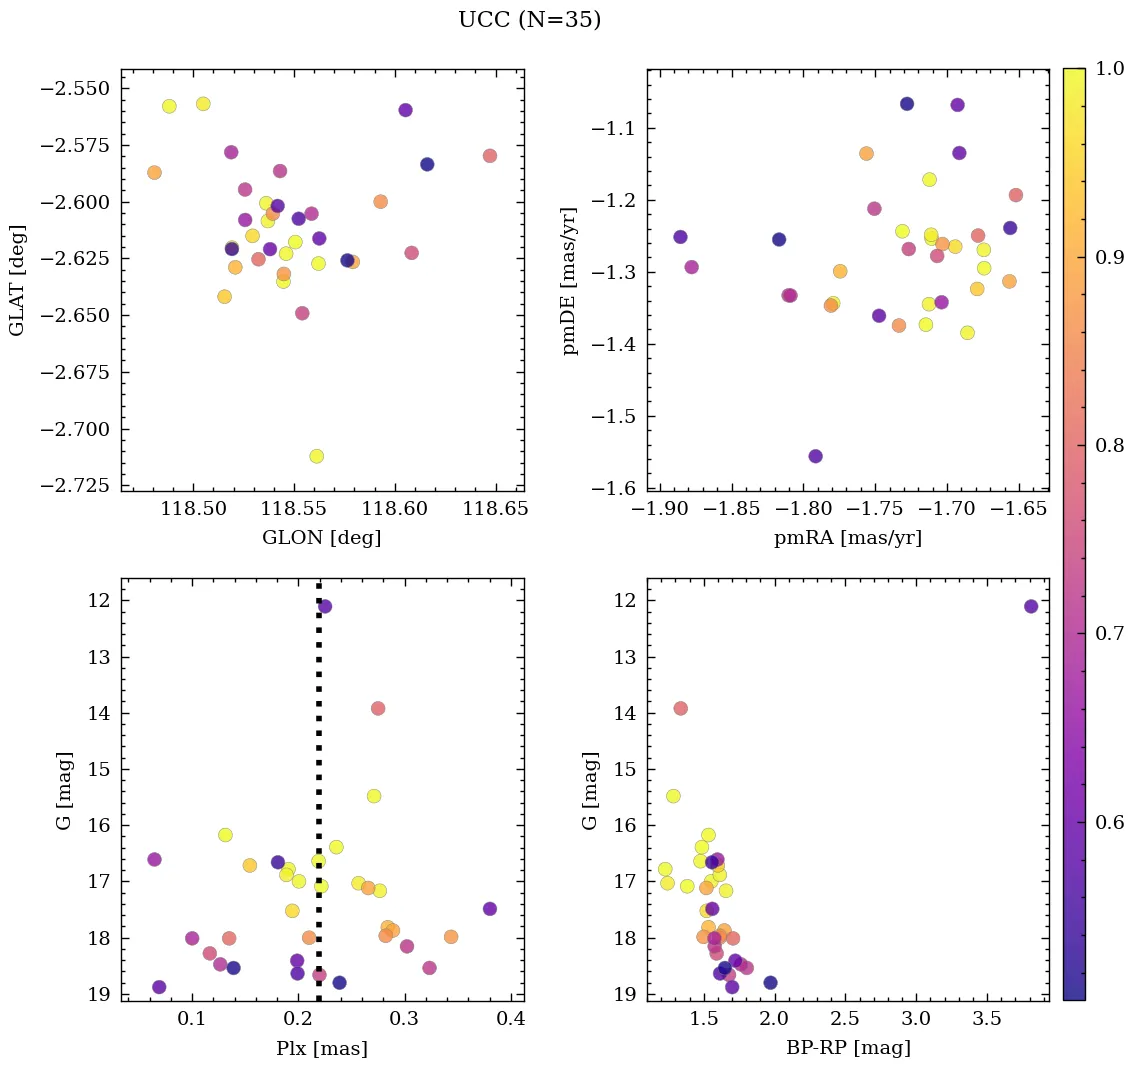 UCC (N=35)
−2.550
−2.575
−2.600
−2.625
−2.650
−2.675
−2.700
−2.725
GLAT [deg]
118.50 118.55 118.60 118.65
GLON [deg]
−1.1
−1.2
−1.3
−1.4
−1.5
−1.6
pmDE [mas/yr]
−1.90 −1.85 −1.80 −1.75 −1.70 −1.65
pmRA [mas/yr]
12
13
14
15
16
17
18
19
G [mag]
0.1 0.2 0.3 0.4
Plx [mas]
12
13
14
15
16
17
18
19
G [mag]
1.5 2.0 2.5 3.0 3.5
BP-RP [mag]
1.0
0.9
0.8
0.7
0.6